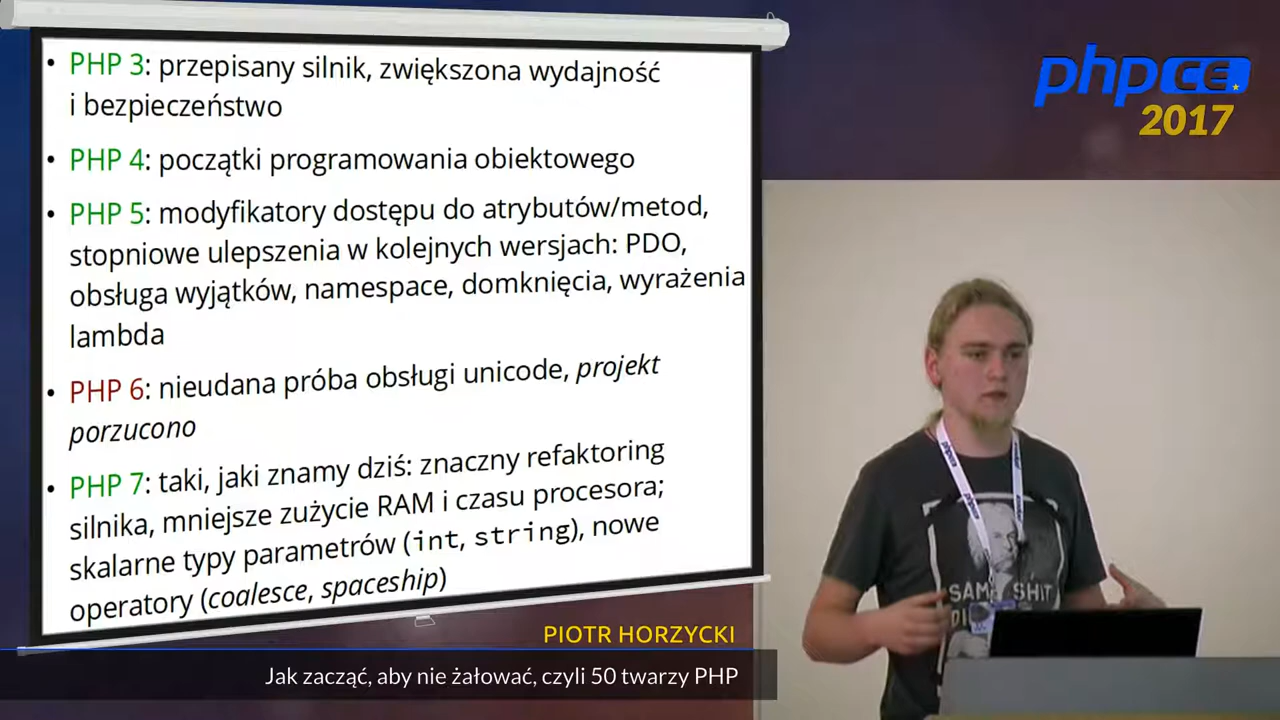 • PHP 3: przepisany silnik, zwiększona wydajność
i bezpieczeństwo
• PHP 4: początki programowania obiektowego
• PHP 5: modyfikatory dostępu do atrybutów/metod,
stopniowe ulepszenia w kolejnych wersjach: PDO,
obsługa wyjątków, namespace, domknięcia, wyrażenia
lambda
• PHP 6: nieudana próba obsługi unicode, projekt
porzucono
• PHP 7: taki, jaki znamy dziś: znaczny refaktoring
silnika, mniejsze zużycie RAM i czasu procesora;
skalarne typy parametrów (int, string), nowe
operatory (coalesce, spaceship)
phpCE
2017
SHIT
PIOTR HORZYCKI
Jak zacząć, aby nie żałować, czyli 50 twarzy PHP